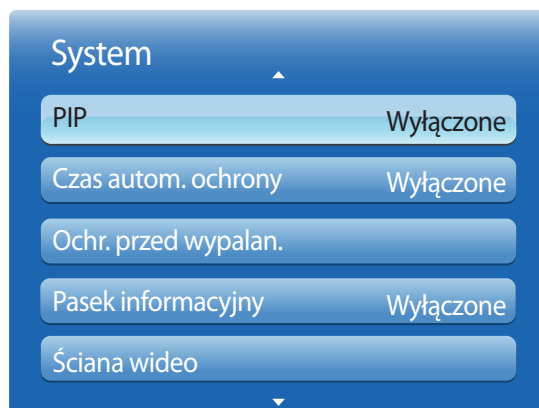 System
PIP Wyłączone
Czas autom. ochrony Wyłączone
Ochr. przed wypalan.
Pasek informacyjny Wyłączone
Ściana wideo